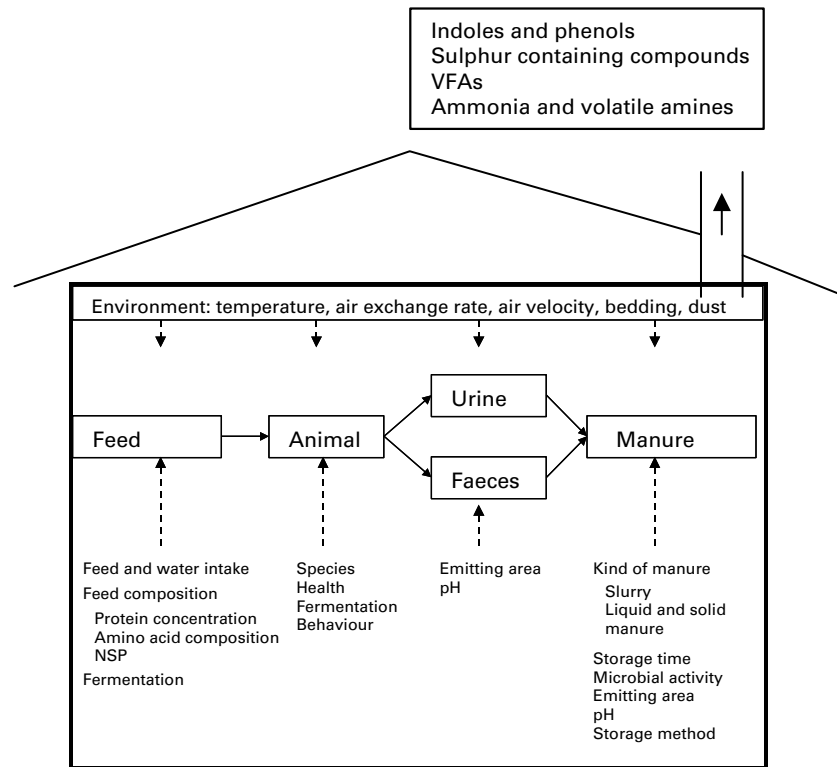 Indoles and phenols
Sulphur containing compounds
VFAs
Ammonia and volatile amines
Environment: temperature, air exchange rate, air velocity, bedding, dust
Urine
Feed
Animal
Manure
Faeces
Feed and water intake
Feed composition
Protein concentration
Amino acid composition
NSP
Fermentation
Species
Health
Fermentation
Behaviour
Emitting area
pH
Kind of manure
Slurry
Liquid and solid
manure
Storage time
Microbial activity
Emitting area
pH
Storage method